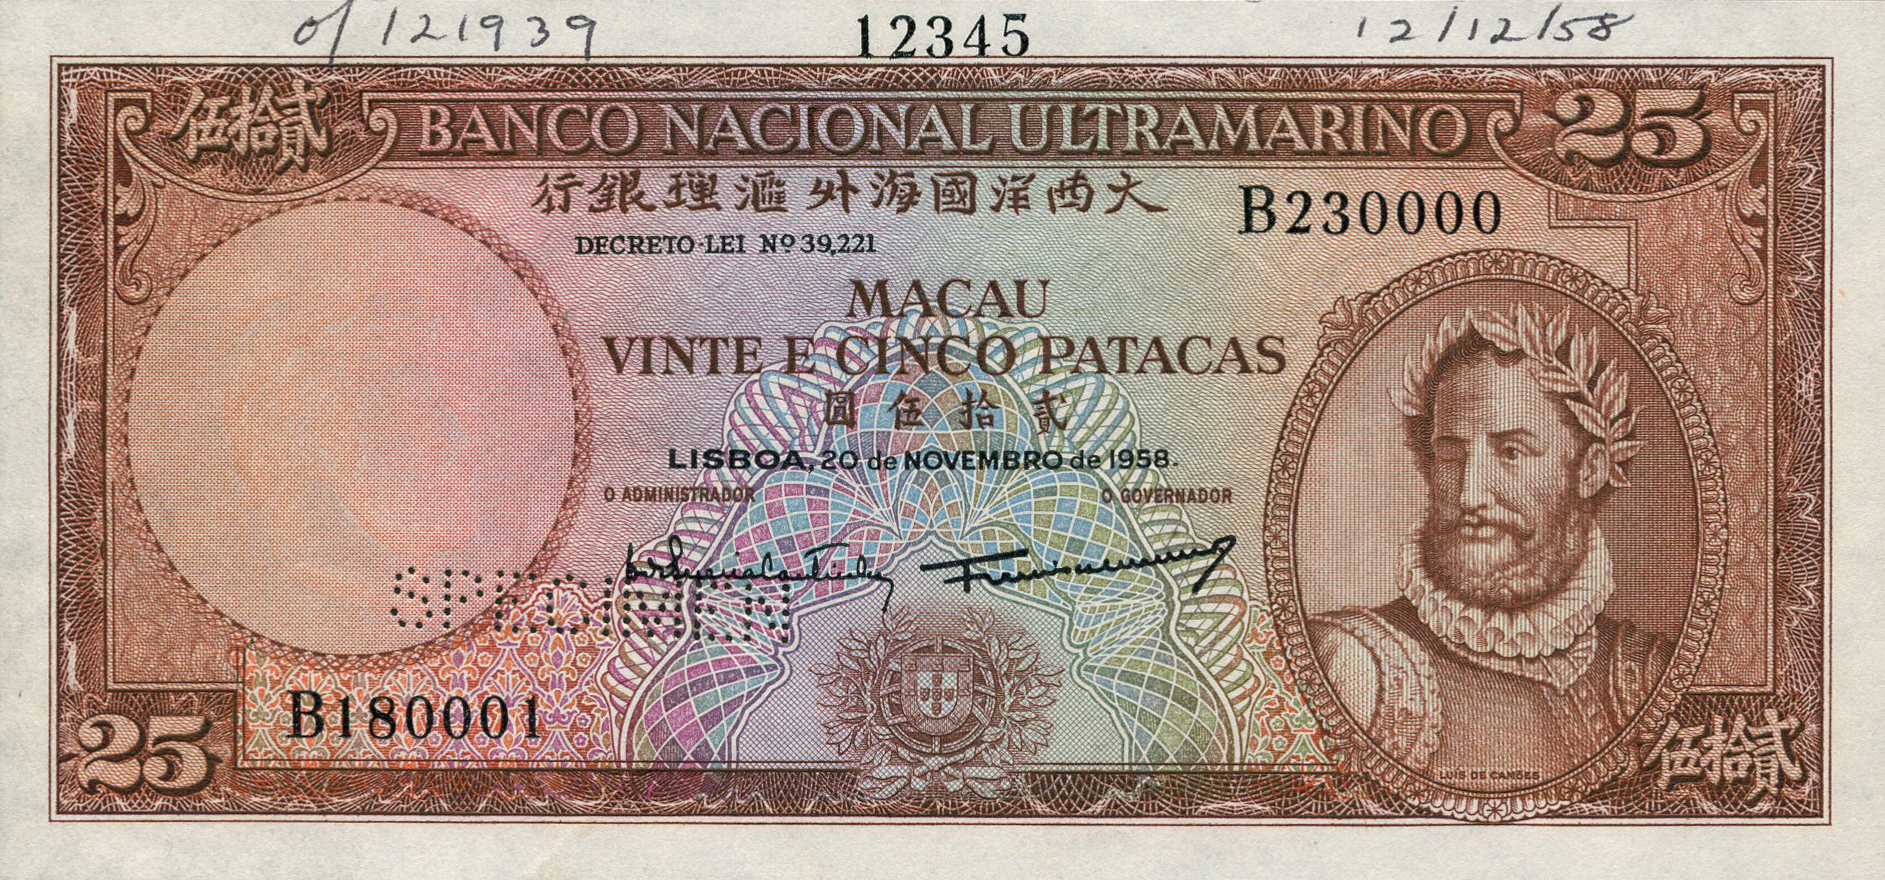 o/ 121939
12345
12/12/58
貳拾伍
BANCO NACIONAL ULTRAMARINO
25
大西洋國海外滙理銀行
B230000
DECRETO-LEI Nº 39,221
MACAU
VINTE E CINCO PATACAS
貳拾伍圓
LISBOA, 20 de NOVEMBRO de 1958.
O ADMINISTRADOR
O GOVERNADOR
SPECIMEN
B180001
25
LUÍS DE CAMÕES
貳拾伍